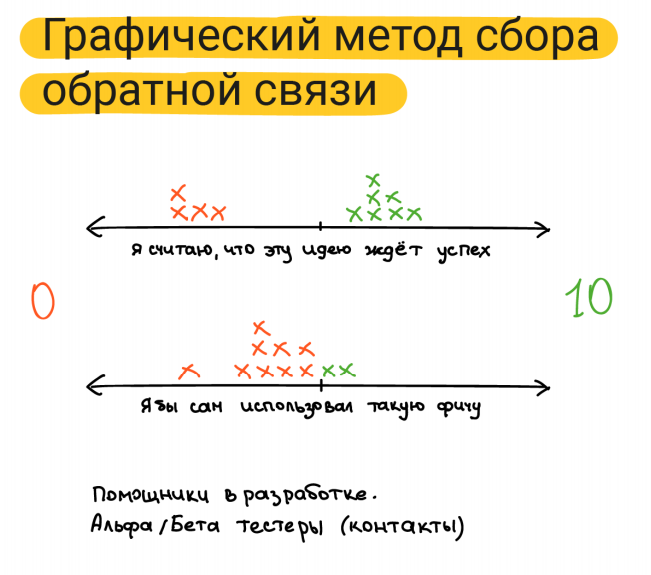 Графический метод сбора
обратной связи
Я считаю, что эту идею ждёт успех
0
10
Я бы сам использовал такую фичу
Помощники в разработке.
Альфа/Бета тестеры (контакты)